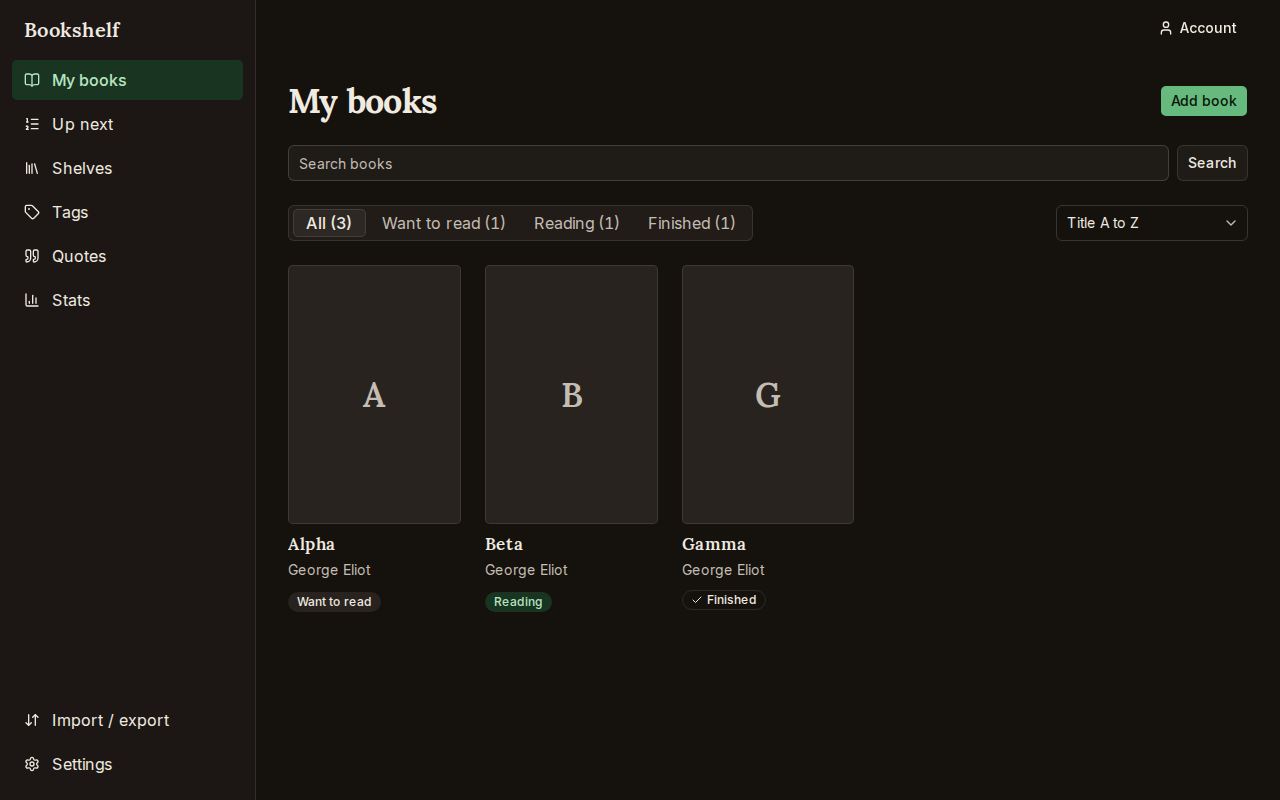 Bookshelf
Account
My books
Up next
Shelves
Tags
Quotes
Stats
Import / export
Settings
My books
Add book
Search books
Search
All (3)
Want to read (1)
Reading (1)
Finished (1)
Title A to Z
A
B
G
Alpha
George Eliot
Want to read
Beta
George Eliot
Reading
Gamma
George Eliot
Finished